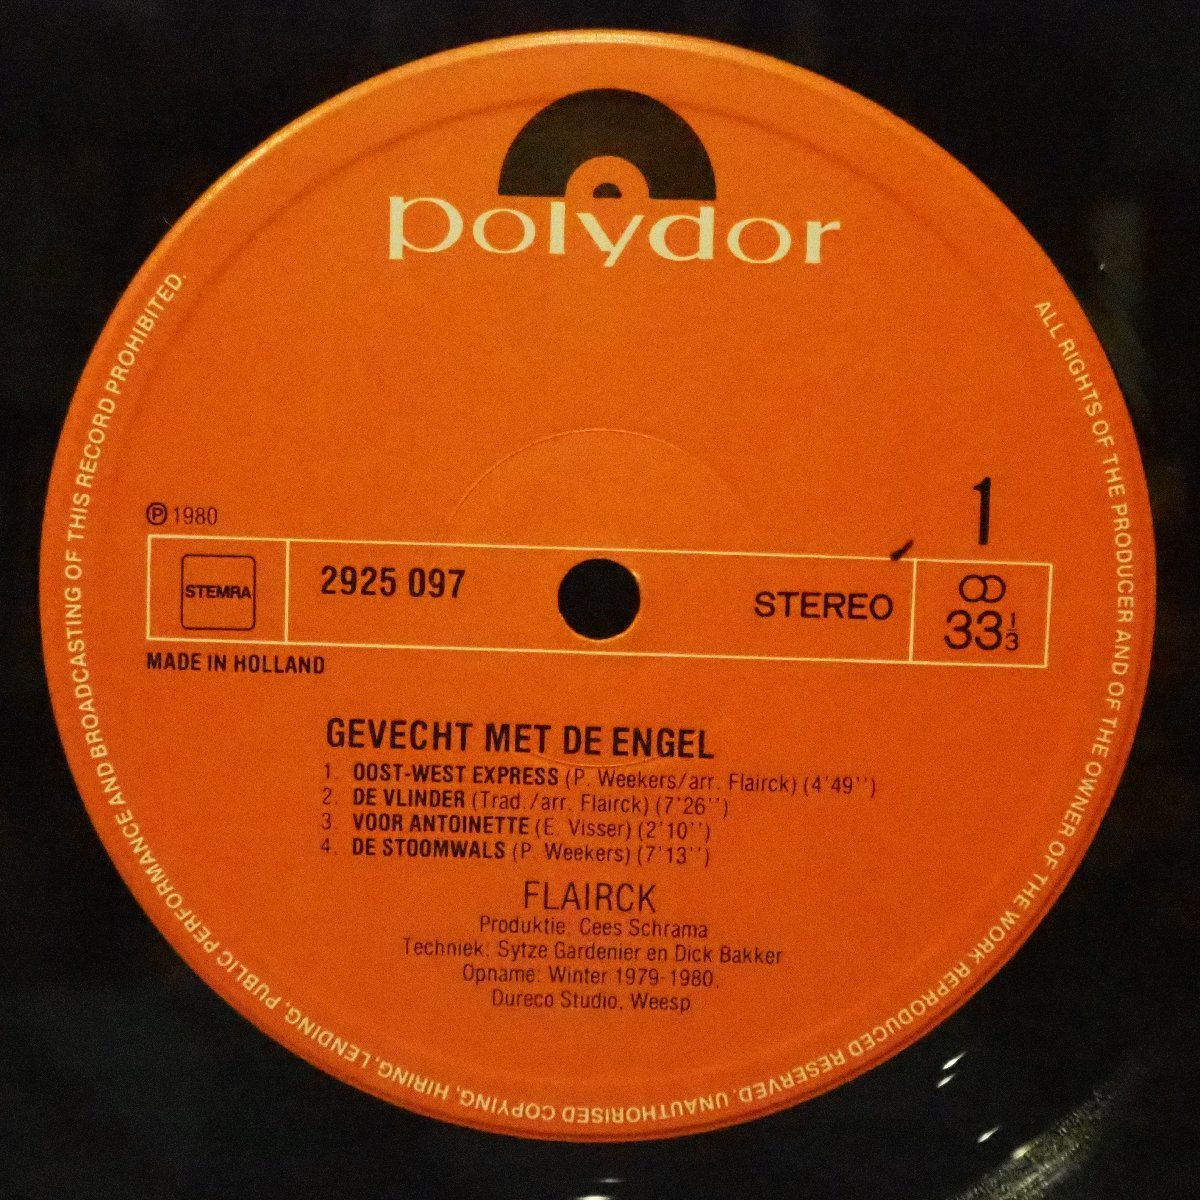 polydor
ALL RIGHTS OF THE PRODUCER AND OF THE OWNER OF THE WORK REPRODUCED RESERVED. UNAUTHORISED COPYING, HIRING, LENDING, PUBLIC PERFORMANCE AND BROADCASTING OF THIS RECORD PROHIBITED.
1
℗ 1980
STEMRA
2925 097
STEREO
33 1/3
MADE IN HOLLAND
GEVECHT MET DE ENGEL
1. OOST-WEST EXPRESS (P. Weekers/arr. Flairck) (4'49'')
2. DE VLINDER (Trad./arr. Flairck) (7'26'')
3. VOOR ANTOINETTE (E. Visser) (2'10'')
4. DE STOOMWALS (P. Weekers) (7'13'')
FLAIRCK
Produktie: Cees Schrama
Techniek: Sytze Gardenier en Dick Bakker
Opname: Winter 1979-1980,
Dureco Studio, Weesp